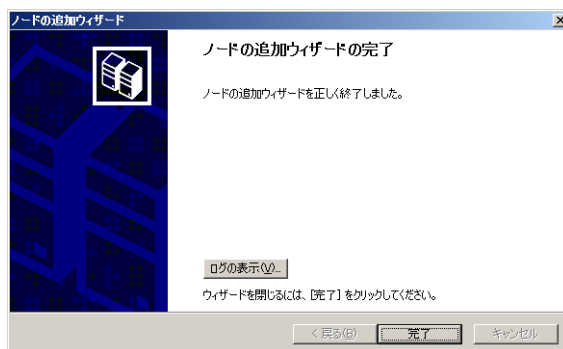 ノードの追加ウィザード
ノードの追加ウィザードの完了
ノードの追加ウィザードを正しく終了しました。
ログの表示(V)...
ウィザードを閉じるには、[完了] をクリックしてください。
< 戻る(B) 完了 キャンセル